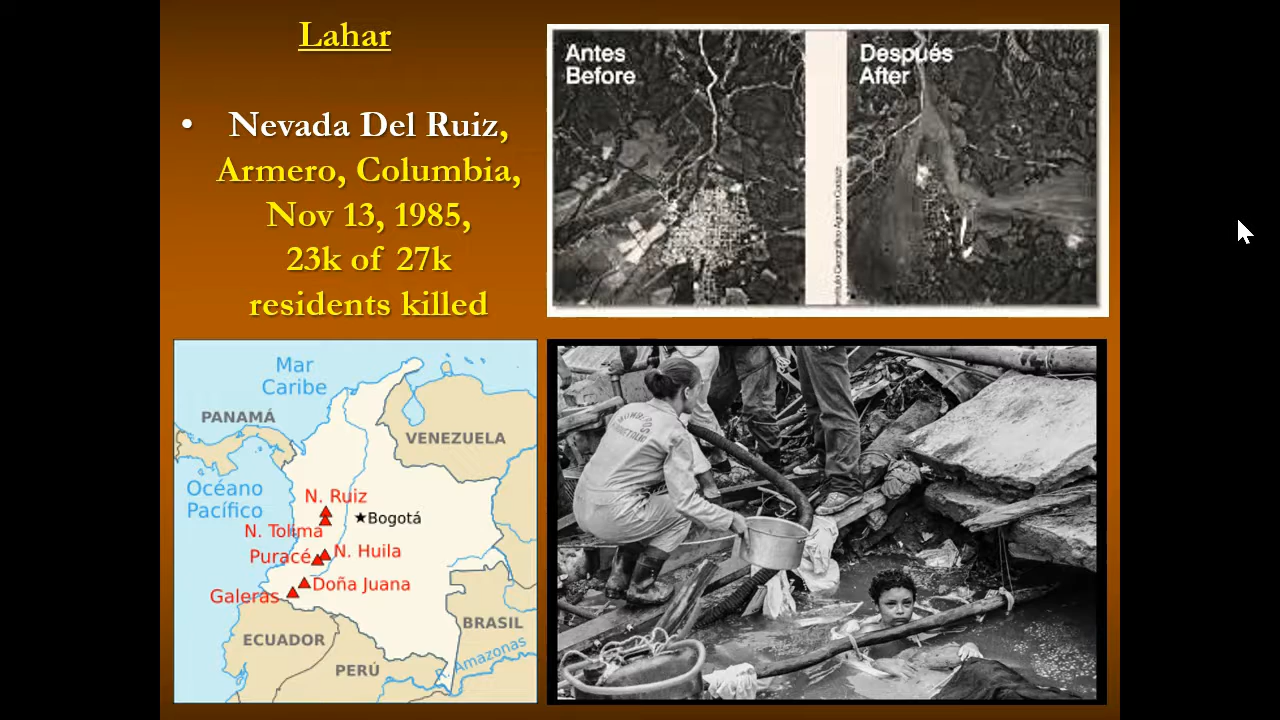 Lahar
• Nevada Del Ruiz,
Armero, Columbia,
Nov 13, 1985,
23k of 27k
residents killed
Antes
Before
Después
After
Mar
Caribe
PANAMÁ
VENEZUELA
Océano
Pacífico
N. Ruiz
Bogotá
N. Tolima
Puracé
N. Huila
Doña Juana
Galeras
ECUADOR
BRASIL
PERÚ
Amazonas